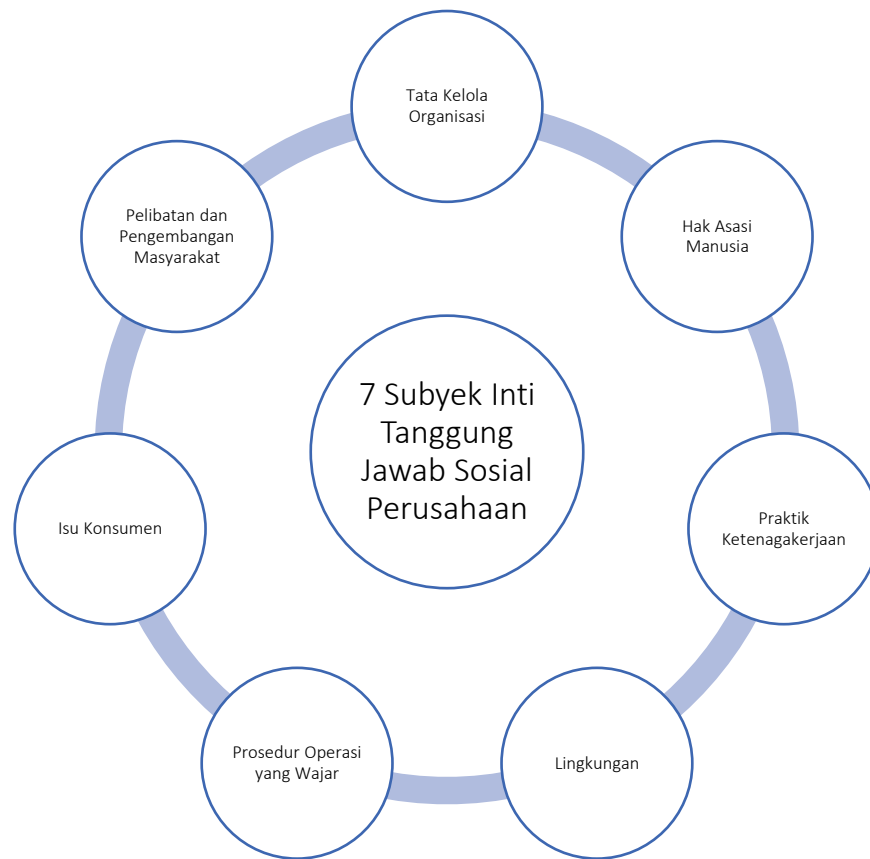 Tata Kelola
Organisasi
Hak Asasi
Manusia
Praktik
Ketenagakerjaan
Lingkungan
Prosedur Operasi
yang Wajar
Isu Konsumen
Pelibatan dan
Pengembangan
Masyarakat
7 Subyek Inti
Tanggung
Jawab Sosial
Perusahaan